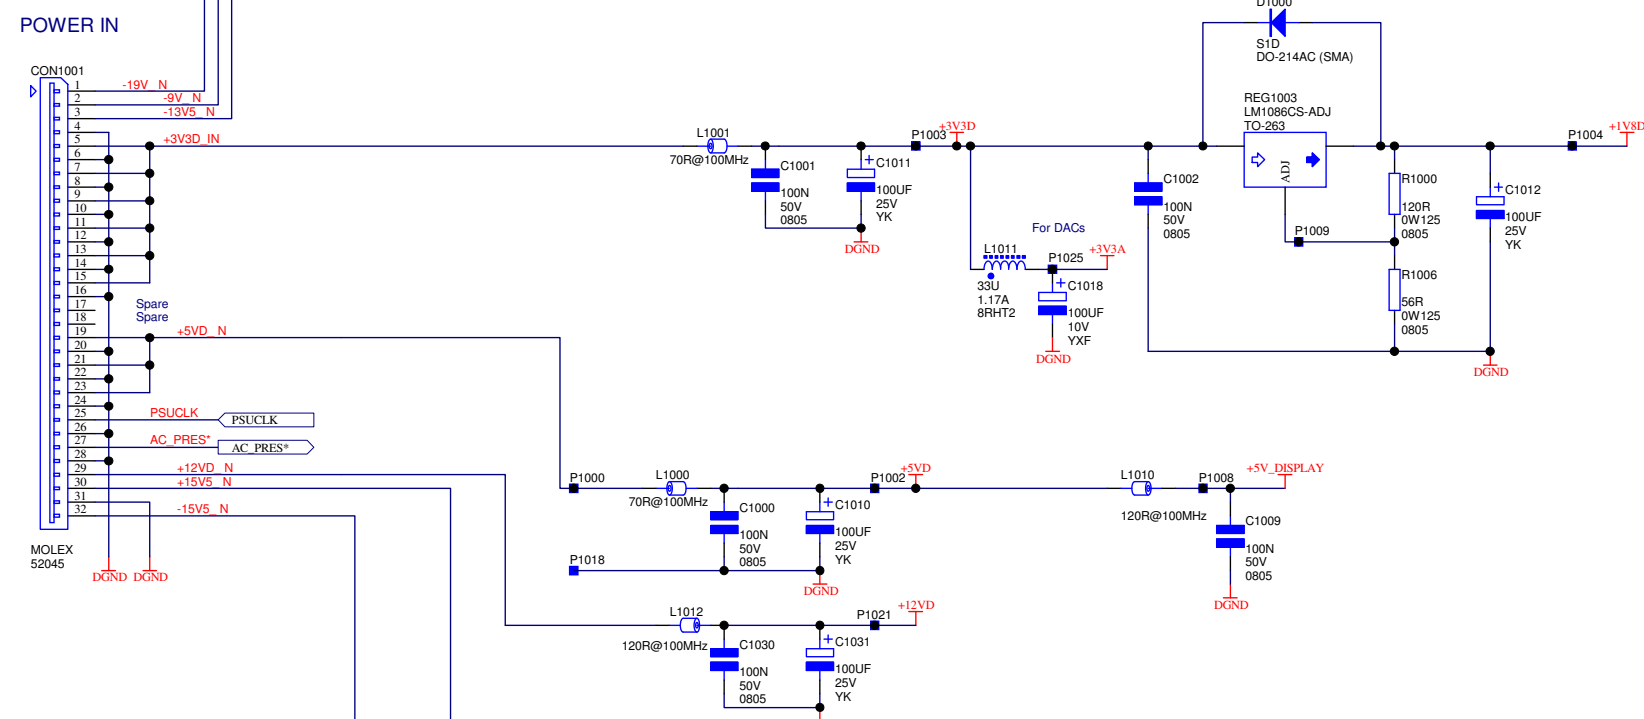 POWER IN
CON1001
1
2
3
4
5
6
7
8
9
10
11
12
13
14
15
16
17
18
19
20
21
22
23
24
25
26
27
28
29
30
31
32
-19V_N
-9V_N
-13V5_N
+3V3D_IN
Spare
Spare
+5VD_N
PSUCLK
PSUCLK
AC_PRES*
AC_PRES*
+12VD_N
+15V5_N
-15V5_N
MOLEX
52045
DGND
DGND
L1001
70R@100MHz
C1001
100N
50V
0805
C1011
100UF
25V
YK
DGND
P1003
+3V3D
For DACs
L1011
33U
1.17A
8RHT2
P1025
+3V3A
C1018
100UF
10V
YXF
DGND
D1000
S1D
DO-214AC (SMA)
REG1003
LM1086CS-ADJ
TO-263
ADJ
C1002
100N
50V
0805
P1009
R1000
120R
0W125
0805
R1006
56R
0W125
0805
C1012
100UF
25V
YK
DGND
P1004
+1V8D
P1000
L1000
70R@100MHz
C1000
100N
50V
0805
C1010
100UF
25V
YK
P1018
DGND
P1002
+5VD
L1010
120R@100MHz
P1008
+5V_DISPLAY
C1009
100N
50V
0805
DGND
L1012
120R@100MHz
C1030
100N
50V
0805
C1031
100UF
25V
YK
P1021
+12VD